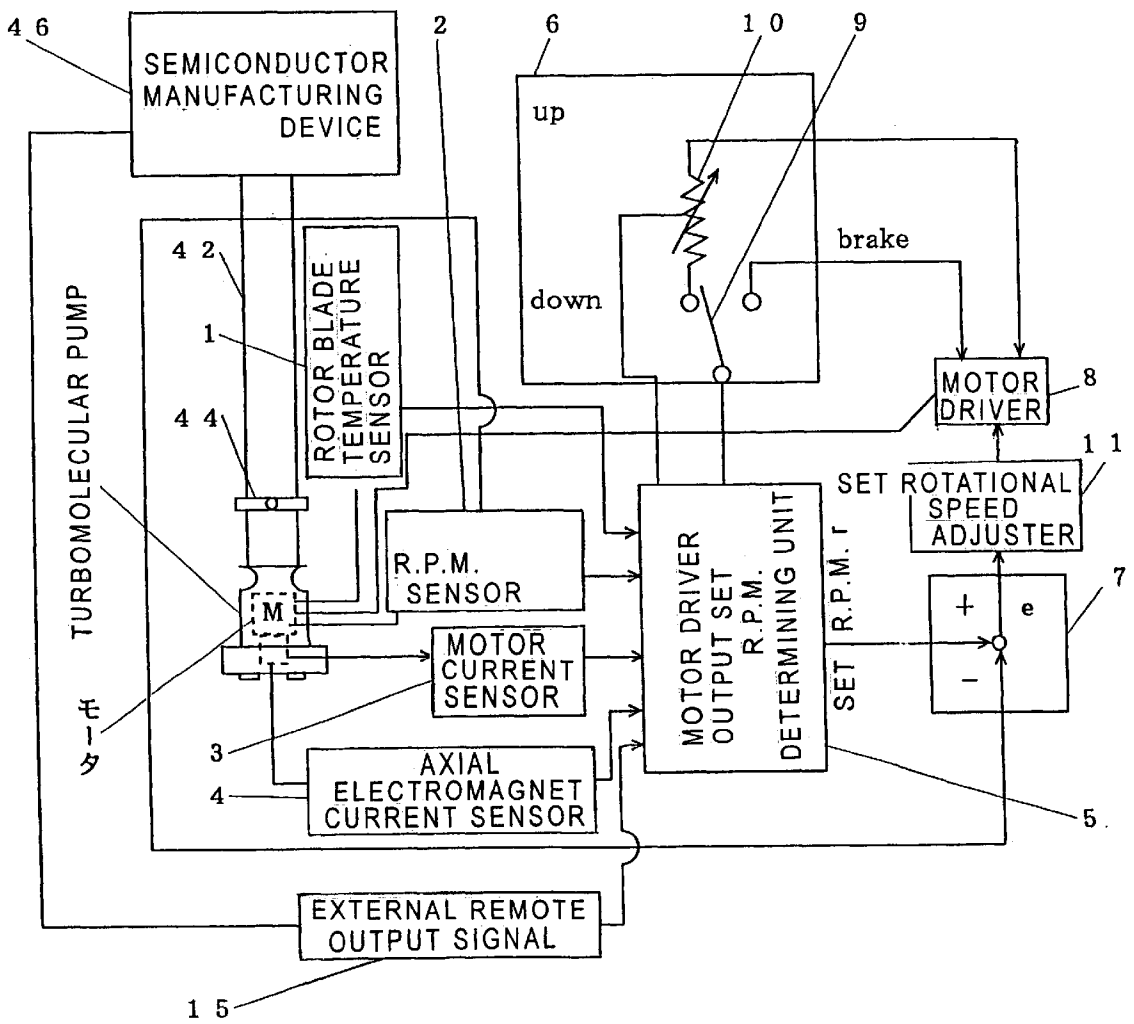 4 6
2
6
1 0
9
SEMICONDUCTOR
MANUFACTURING
DEVICE
up
brake
down
4 2
1
4 4
ROTOR BLADE
TEMPERATURE
SENSOR
MOTOR
DRIVER
8
1 1
SET ROTATIONAL
SPEED
ADJUSTER
TURBOMOLECULAR PUMP
モータ
M
R.P.M.
SENSOR
MOTOR
CURRENT
SENSOR
3
MOTOR DRIVER
OUTPUT SET
R.P.M.
DETERMINING UNIT
SET R.P.M. r
+
e
−
7
AXIAL
ELECTROMAGNET
CURRENT SENSOR
4
5
EXTERNAL REMOTE
OUTPUT SIGNAL
1 5